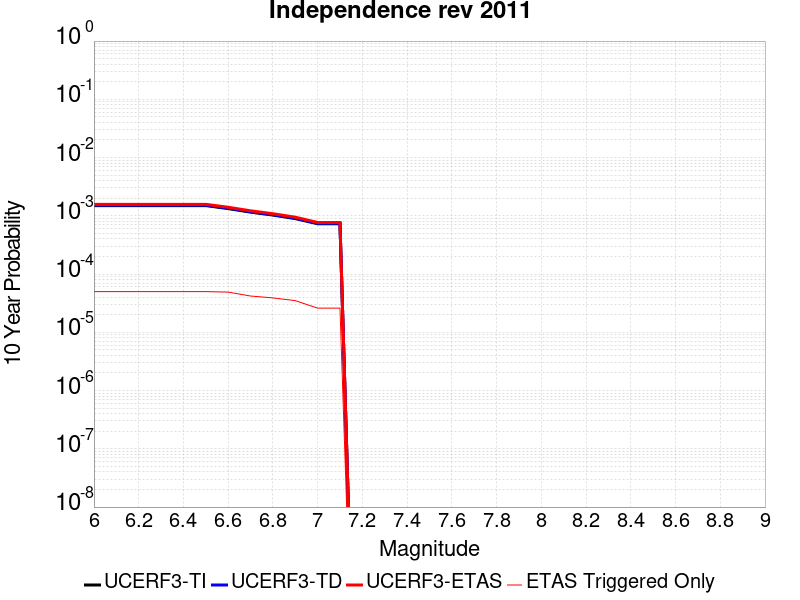 Independence rev 2011
10 Year Probability
10^0
10^-1
10^-2
10^-3
10^-4
10^-5
10^-6
10^-7
10^-8
6 6.2 6.4 6.6 6.8 7 7.2 7.4 7.6 7.8 8 8.2 8.4 8.6 8.8 9
Magnitude
UCERF3-TI UCERF3-TD UCERF3-ETAS ETAS Triggered Only